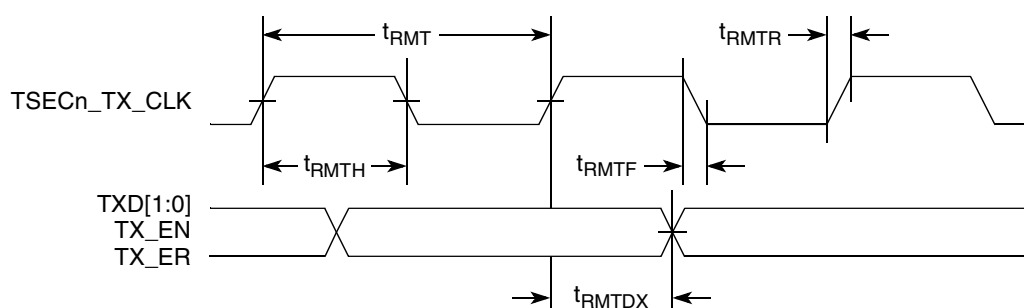 tRMT
tRMTR
TSECn_TX_CLK
tRMTH
tRMTF
TXD[1:0]
TX_EN
TX_ER
tRMTDX